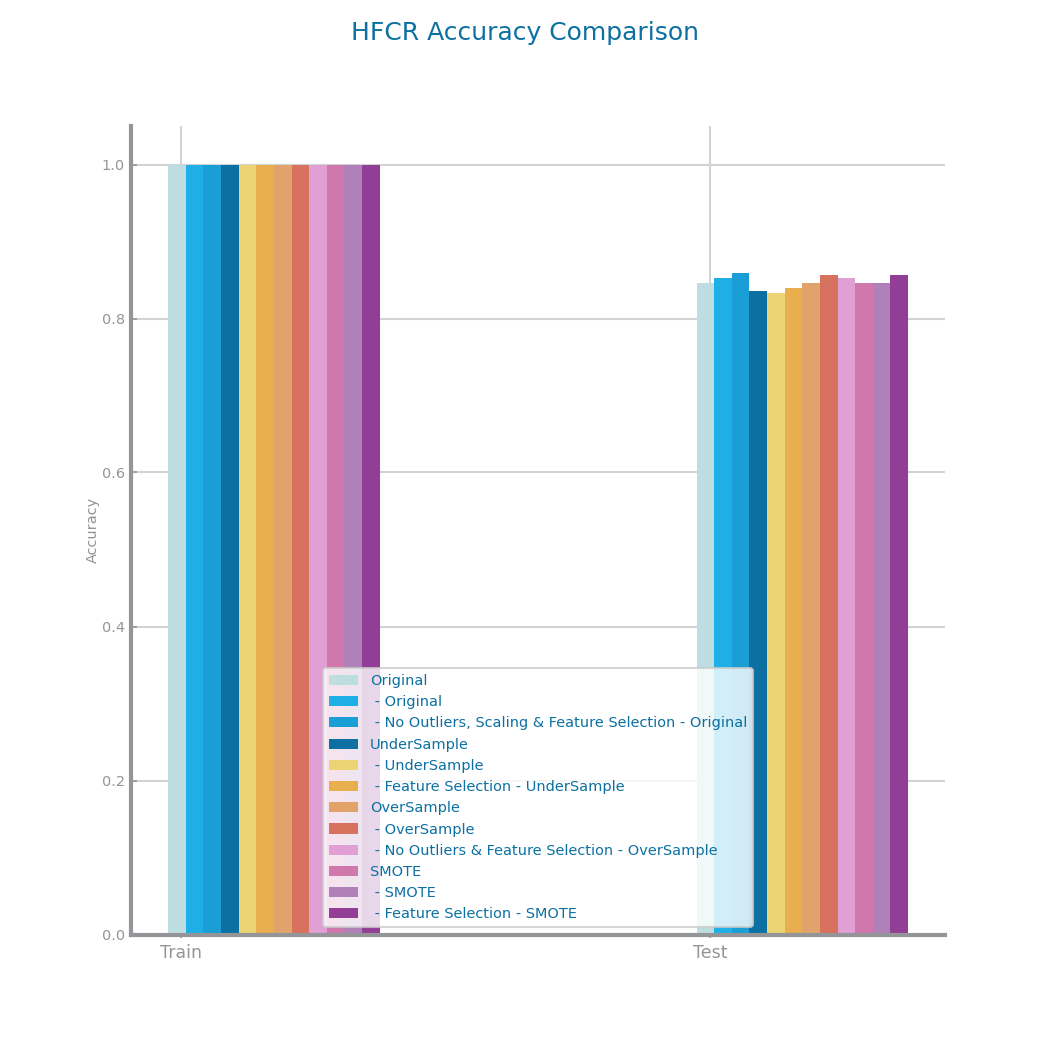 HFCR Accuracy Comparison
1.0
0.8
0.6
0.4
0.2
0.0
Accuracy
Original
- Original
- No Outliers, Scaling & Feature Selection - Original
UnderSample
- UnderSample
- Feature Selection - UnderSample
OverSample
- OverSample
- No Outliers & Feature Selection - OverSample
SMOTE
- SMOTE
- Feature Selection - SMOTE
Train
Test